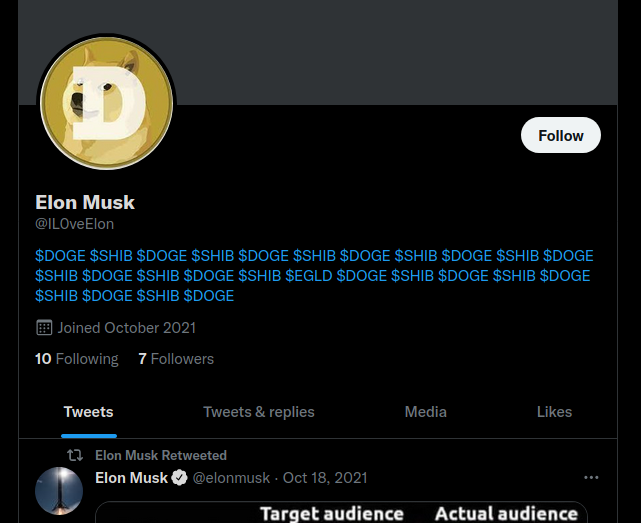 D
Follow
Elon Musk
@IL0veElon
$DOGE $SHIB $DOGE $SHIB $DOGE $SHIB $DOGE $SHIB $DOGE $SHIB $DOGE
$SHIB $DOGE $SHIB $DOGE $SHIB $EGLD $DOGE $SHIB $DOGE $SHIB $DOGE
$SHIB $DOGE $SHIB $DOGE
Joined October 2021
10 Following 7 Followers
Tweets Tweets & replies Media Likes
Elon Musk Retweeted
Elon Musk @elonmusk · Oct 18, 2021
Target audience Actual audience